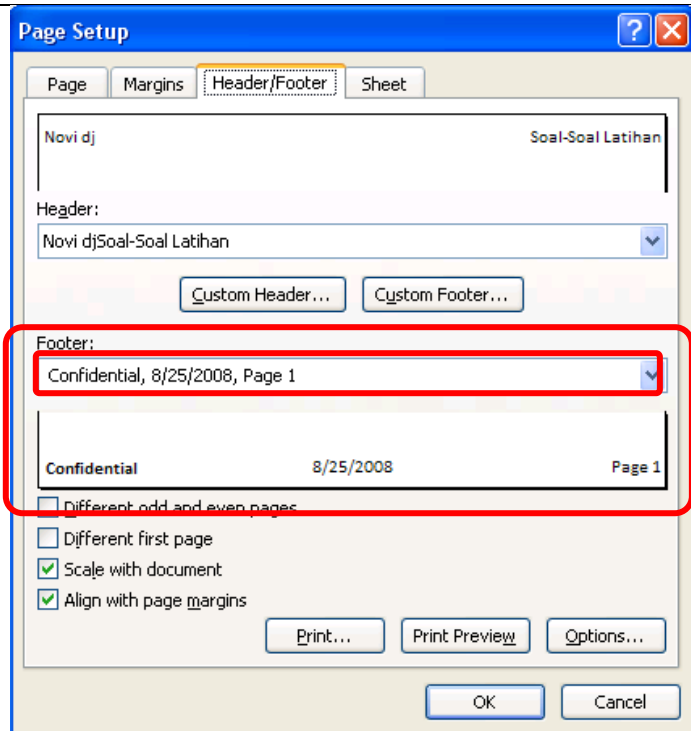 Page Setup
Page Margins Header/Footer Sheet
Novi dj Soal-Soal Latihan
Header:
Novi djSoal-Soal Latihan
Custom Header... Custom Footer...
Footer:
Confidential, 8/25/2008, Page 1
Confidential 8/25/2008 Page 1
Different odd and even pages
Different first page
Scale with document
Align with page margins
Print... Print Preview Options...
OK Cancel